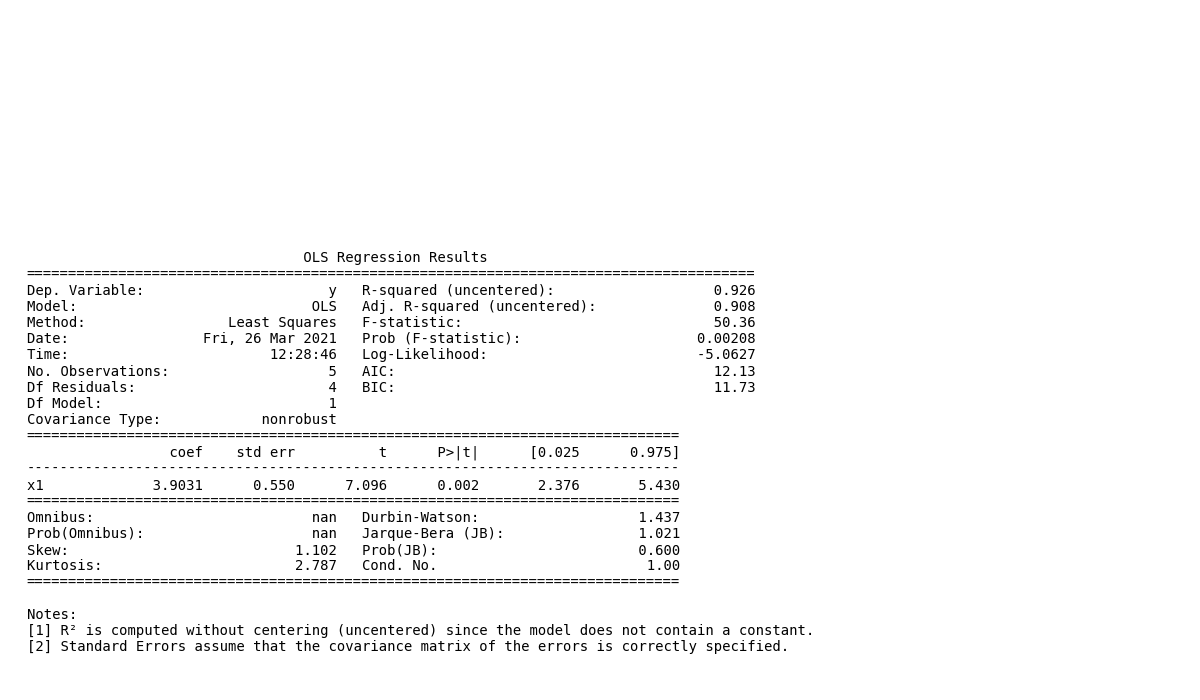 OLS Regression Results
=======================================================================================
Dep. Variable:                      y   R-squared (uncentered):                   0.926
Model:                            OLS   Adj. R-squared (uncentered):              0.908
Method:                 Least Squares   F-statistic:                              50.36
Date:                Fri, 26 Mar 2021   Prob (F-statistic):                     0.00208
Time:                        12:28:46   Log-Likelihood:                         -5.0627
No. Observations:                   5   AIC:                                      12.13
Df Residuals:                       4   BIC:                                      11.73
Df Model:                           1
Covariance Type:            nonrobust
==============================================================================
                 coef    std err          t      P>|t|      [0.025      0.975]
------------------------------------------------------------------------------
x1             3.9031      0.550      7.096      0.002       2.376       5.430
==============================================================================
Omnibus:                          nan   Durbin-Watson:                   1.437
Prob(Omnibus):                    nan   Jarque-Bera (JB):                1.021
Skew:                           1.102   Prob(JB):                        0.600
Kurtosis:                       2.787   Cond. No.                         1.00
==============================================================================
Notes:
[1] R² is computed without centering (uncentered) since the model does not contain a constant.
[2] Standard Errors assume that the covariance matrix of the errors is correctly specified.